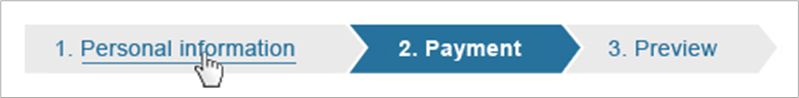 1. Personal information 2. Payment 3. Preview